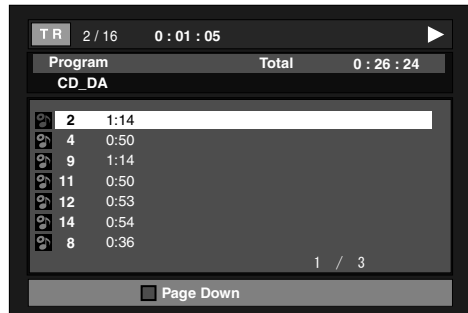 TR 2 / 16 0 : 01 : 05
Program Total 0 : 26 : 24
CD_DA
2 1:14
4 0:50
9 1:14
11 0:50
12 0:53
14 0:54
8 0:36
1 / 3
Page Down